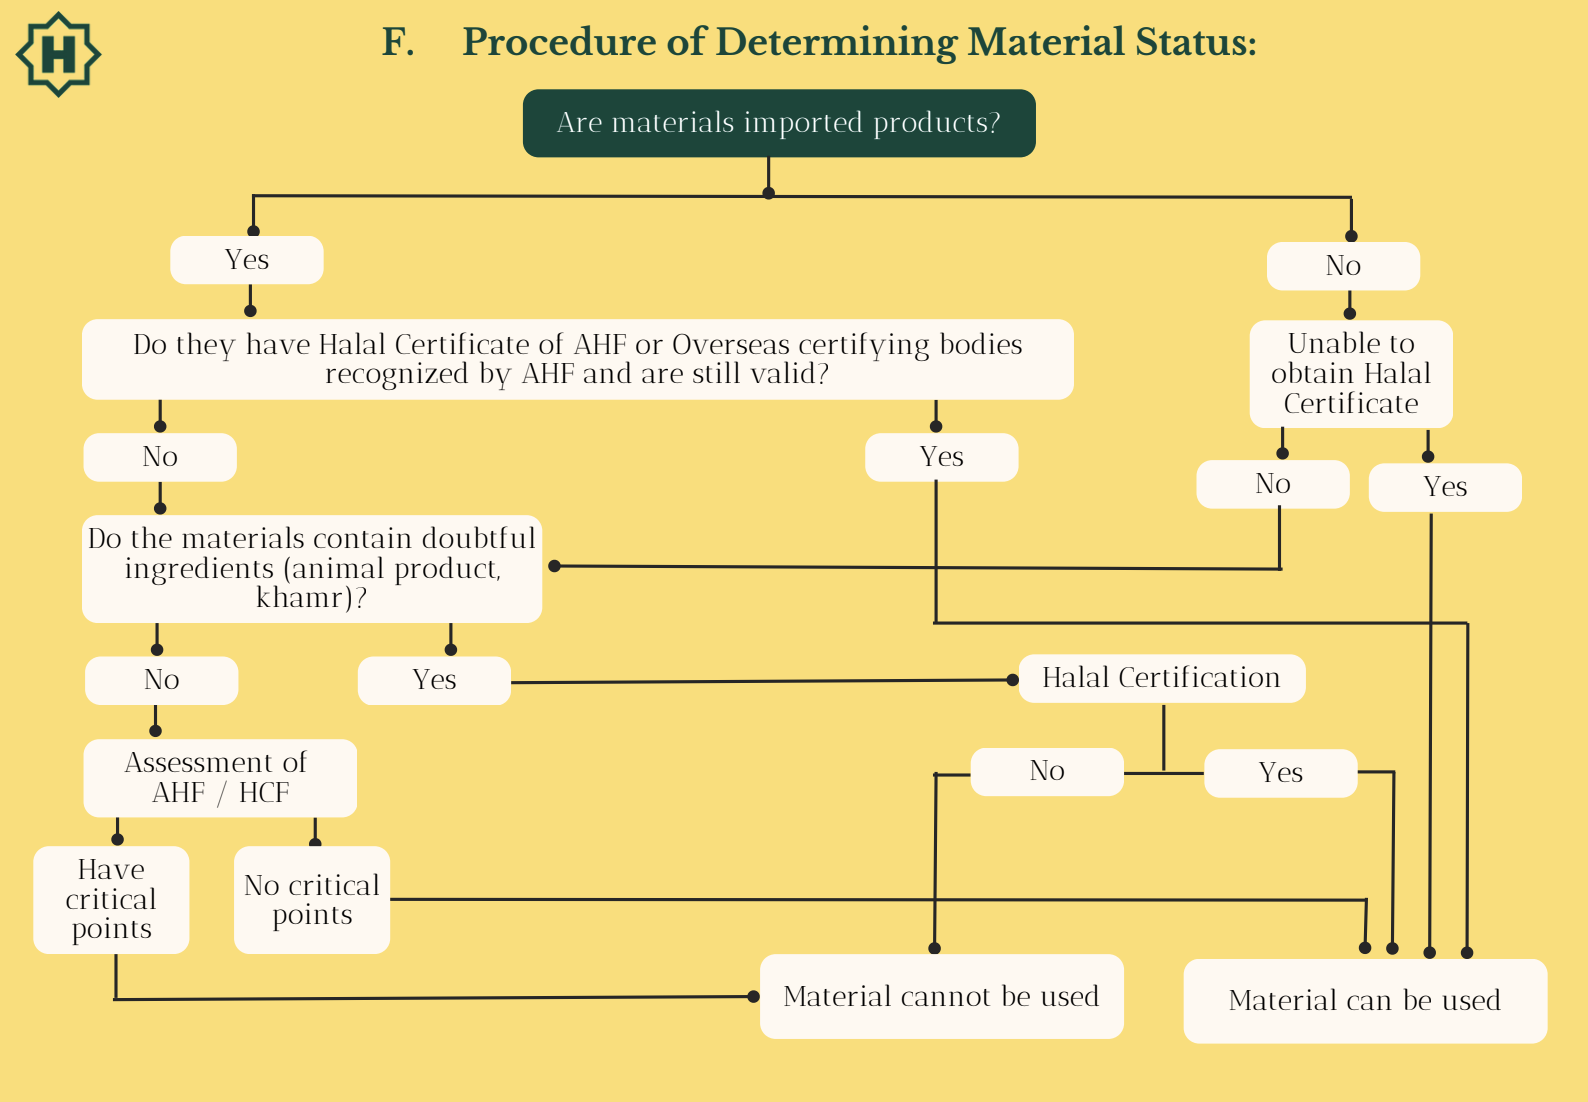 H
F. Procedure of Determining Material Status:
Are materials imported products?
Yes
No
Do they have Halal Certificate of AHF or Overseas certifying bodies
recognized by AHF and are still valid?
Unable to
obtain Halal
Certificate
No
Yes
No
Yes
Do the materials contain doubtful
ingredients (animal product,
khamr)?
No
Yes
Halal Certification
No
Yes
Assessment of
AHF / HCF
Have
critical
points
No critical
points
Material cannot be used
Material can be used